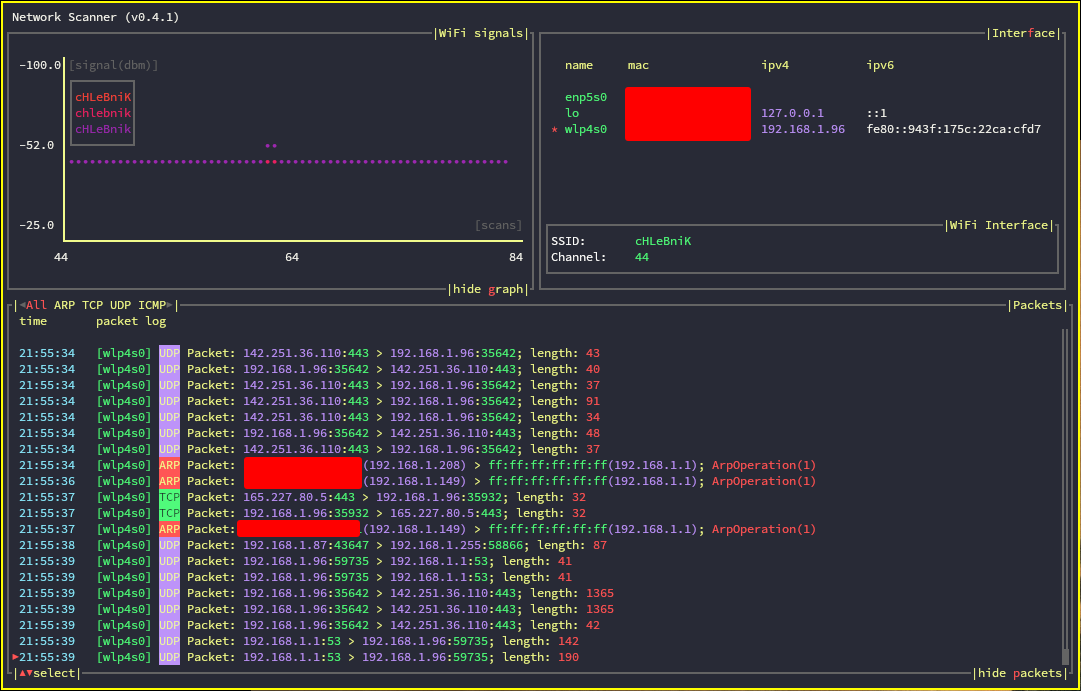 Network Scanner (v0.4.1)
|WiFi signals|
-100.0 [signal(dbm)]
cHLeBniK
chlebnik
cHLeBnik
-52.0
-25.0 [scans]
44 64 84
|hide graph|
|Interface|
name mac ipv4 ipv6
enp5s0
lo 127.0.0.1 ::1
* wlp4s0 192.168.1.96 fe80::943f:175c:22ca:cfd7
|WiFi Interface|
SSID: cHLeBniK
Channel: 44
|◀All ARP TCP UDP ICMP▶| |Packets|
time packet log
21:55:34 [wlp4s0] UDP Packet: 142.251.36.110:443 > 192.168.1.96:35642; length: 43
21:55:34 [wlp4s0] UDP Packet: 192.168.1.96:35642 > 142.251.36.110:443; length: 40
21:55:34 [wlp4s0] UDP Packet: 142.251.36.110:443 > 192.168.1.96:35642; length: 37
21:55:34 [wlp4s0] UDP Packet: 142.251.36.110:443 > 192.168.1.96:35642; length: 91
21:55:34 [wlp4s0] UDP Packet: 142.251.36.110:443 > 192.168.1.96:35642; length: 34
21:55:34 [wlp4s0] UDP Packet: 192.168.1.96:35642 > 142.251.36.110:443; length: 48
21:55:34 [wlp4s0] UDP Packet: 142.251.36.110:443 > 192.168.1.96:35642; length: 37
21:55:34 [wlp4s0] ARP Packet: (192.168.1.208) > ff:ff:ff:ff:ff:ff(192.168.1.1); ArpOperation(1)
21:55:36 [wlp4s0] ARP Packet: (192.168.1.149) > ff:ff:ff:ff:ff:ff(192.168.1.1); ArpOperation(1)
21:55:37 [wlp4s0] TCP Packet: 165.227.80.5:443 > 192.168.1.96:35932; length: 32
21:55:37 [wlp4s0] TCP Packet: 192.168.1.96:35932 > 165.227.80.5:443; length: 32
21:55:37 [wlp4s0] ARP Packet: (192.168.1.149) > ff:ff:ff:ff:ff:ff(192.168.1.1); ArpOperation(1)
21:55:38 [wlp4s0] UDP Packet: 192.168.1.87:43647 > 192.168.1.255:58866; length: 87
21:55:39 [wlp4s0] UDP Packet: 192.168.1.96:59735 > 192.168.1.1:53; length: 41
21:55:39 [wlp4s0] UDP Packet: 192.168.1.96:59735 > 192.168.1.1:53; length: 41
21:55:39 [wlp4s0] UDP Packet: 192.168.1.96:35642 > 142.251.36.110:443; length: 1365
21:55:39 [wlp4s0] UDP Packet: 192.168.1.96:35642 > 142.251.36.110:443; length: 1365
21:55:39 [wlp4s0] UDP Packet: 192.168.1.96:35642 > 142.251.36.110:443; length: 42
21:55:39 [wlp4s0] UDP Packet: 192.168.1.1:53 > 192.168.1.96:59735; length: 142
▶21:55:39 [wlp4s0] UDP Packet: 192.168.1.1:53 > 192.168.1.96:59735; length: 190
|▲▼select| |hide packets|